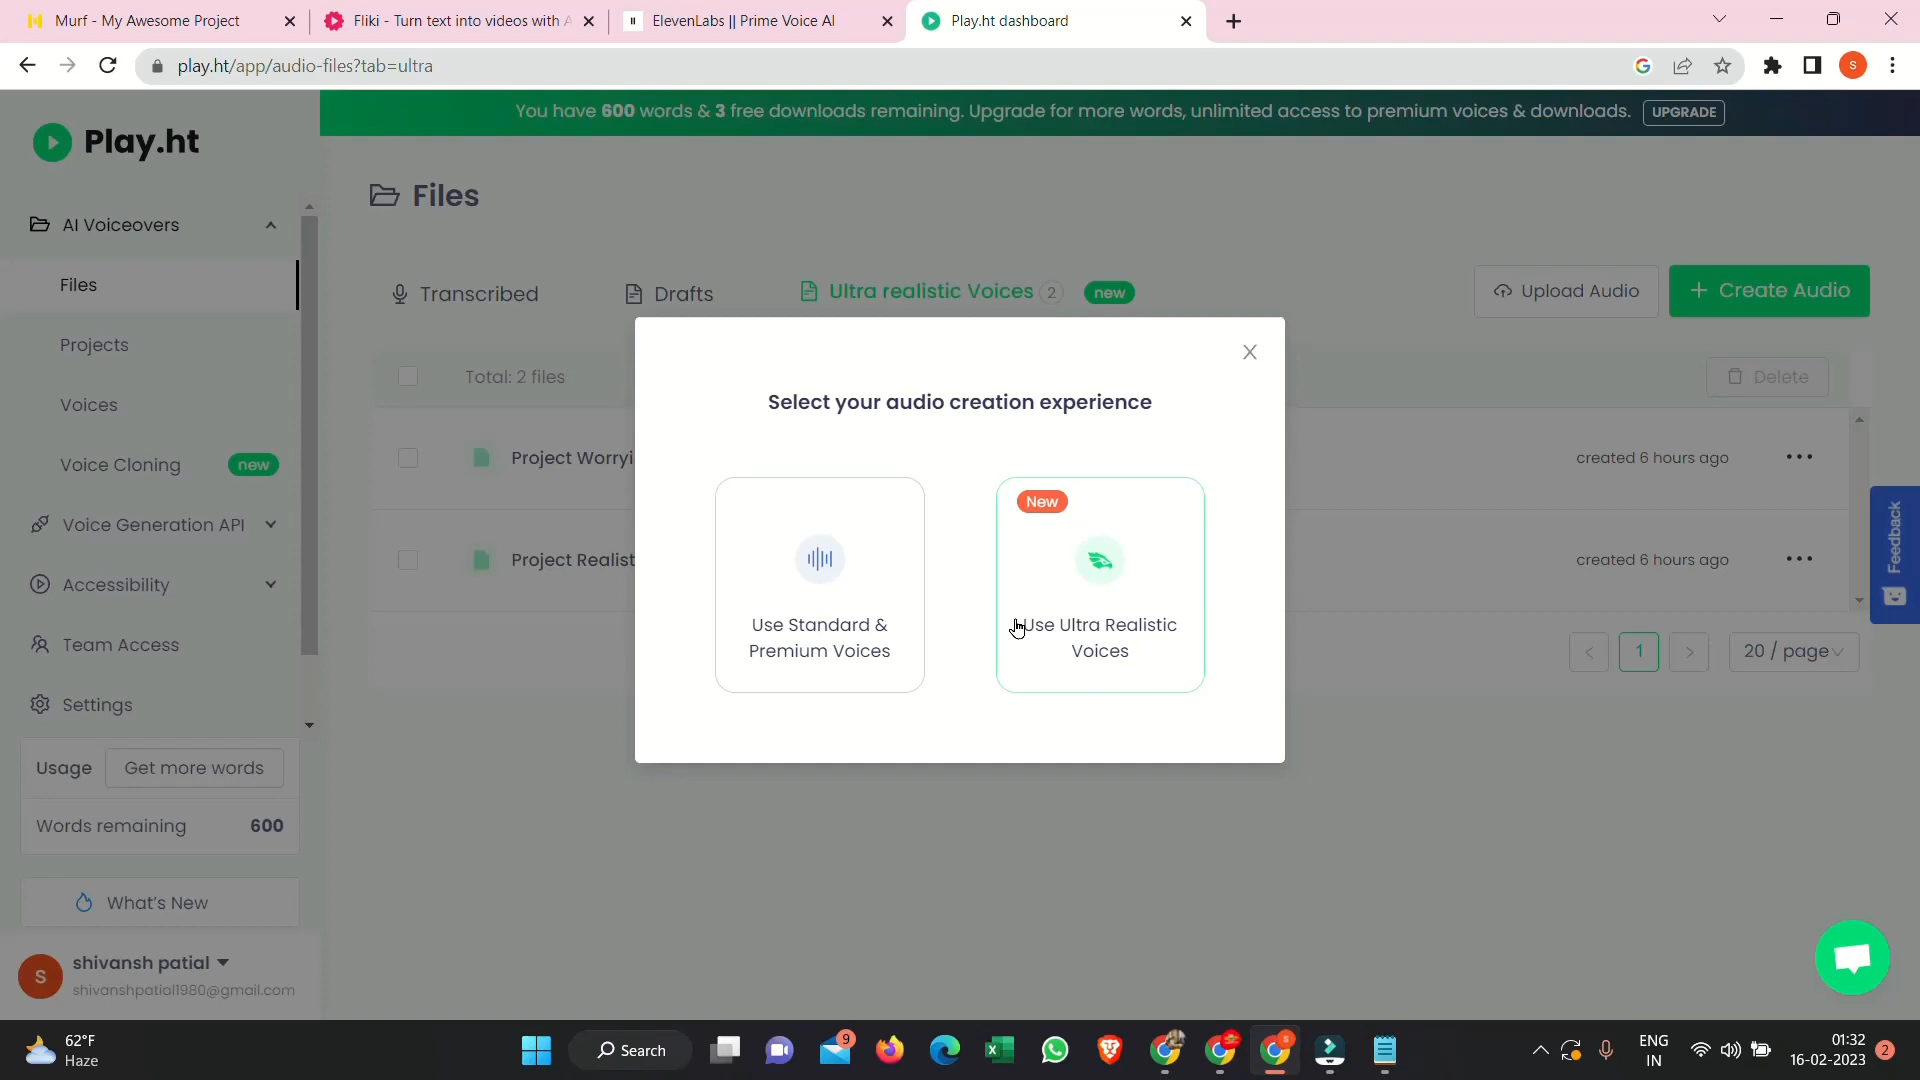 Murf - My Awesome Project
Fliki - Turn text into videos with A
ElevenLabs || Prime Voice AI
Play.ht dashboard
play.ht/app/audio-files?tab=ultra
S
You have 600 words & 3 free downloads remaining. Upgrade for more words, unlimited access to premium voices & downloads.
UPGRADE
Play.ht
Files
AI Voiceovers
Files
Projects
Voices
Voice Cloning
new
Voice Generation API
Accessibility
Team Access
Settings
Usage
Get more words
Words remaining
600
What's New
S
shivansh patial
shivanshpatial1980@gmail.com
Transcribed
Drafts
Ultra realistic Voices
2
new
Upload Audio
+ Create Audio
Total: 2 files
Delete
Project Worryi
created 6 hours ago
Project Realist
created 6 hours ago
< 1 >
20 / page
Feedback
X
Select your audio creation experience
Use Standard &
Premium Voices
New
Use Ultra Realistic
Voices
62°F
Haze
Search
9
S
ENG
IN
01:32
16-02-2023
2